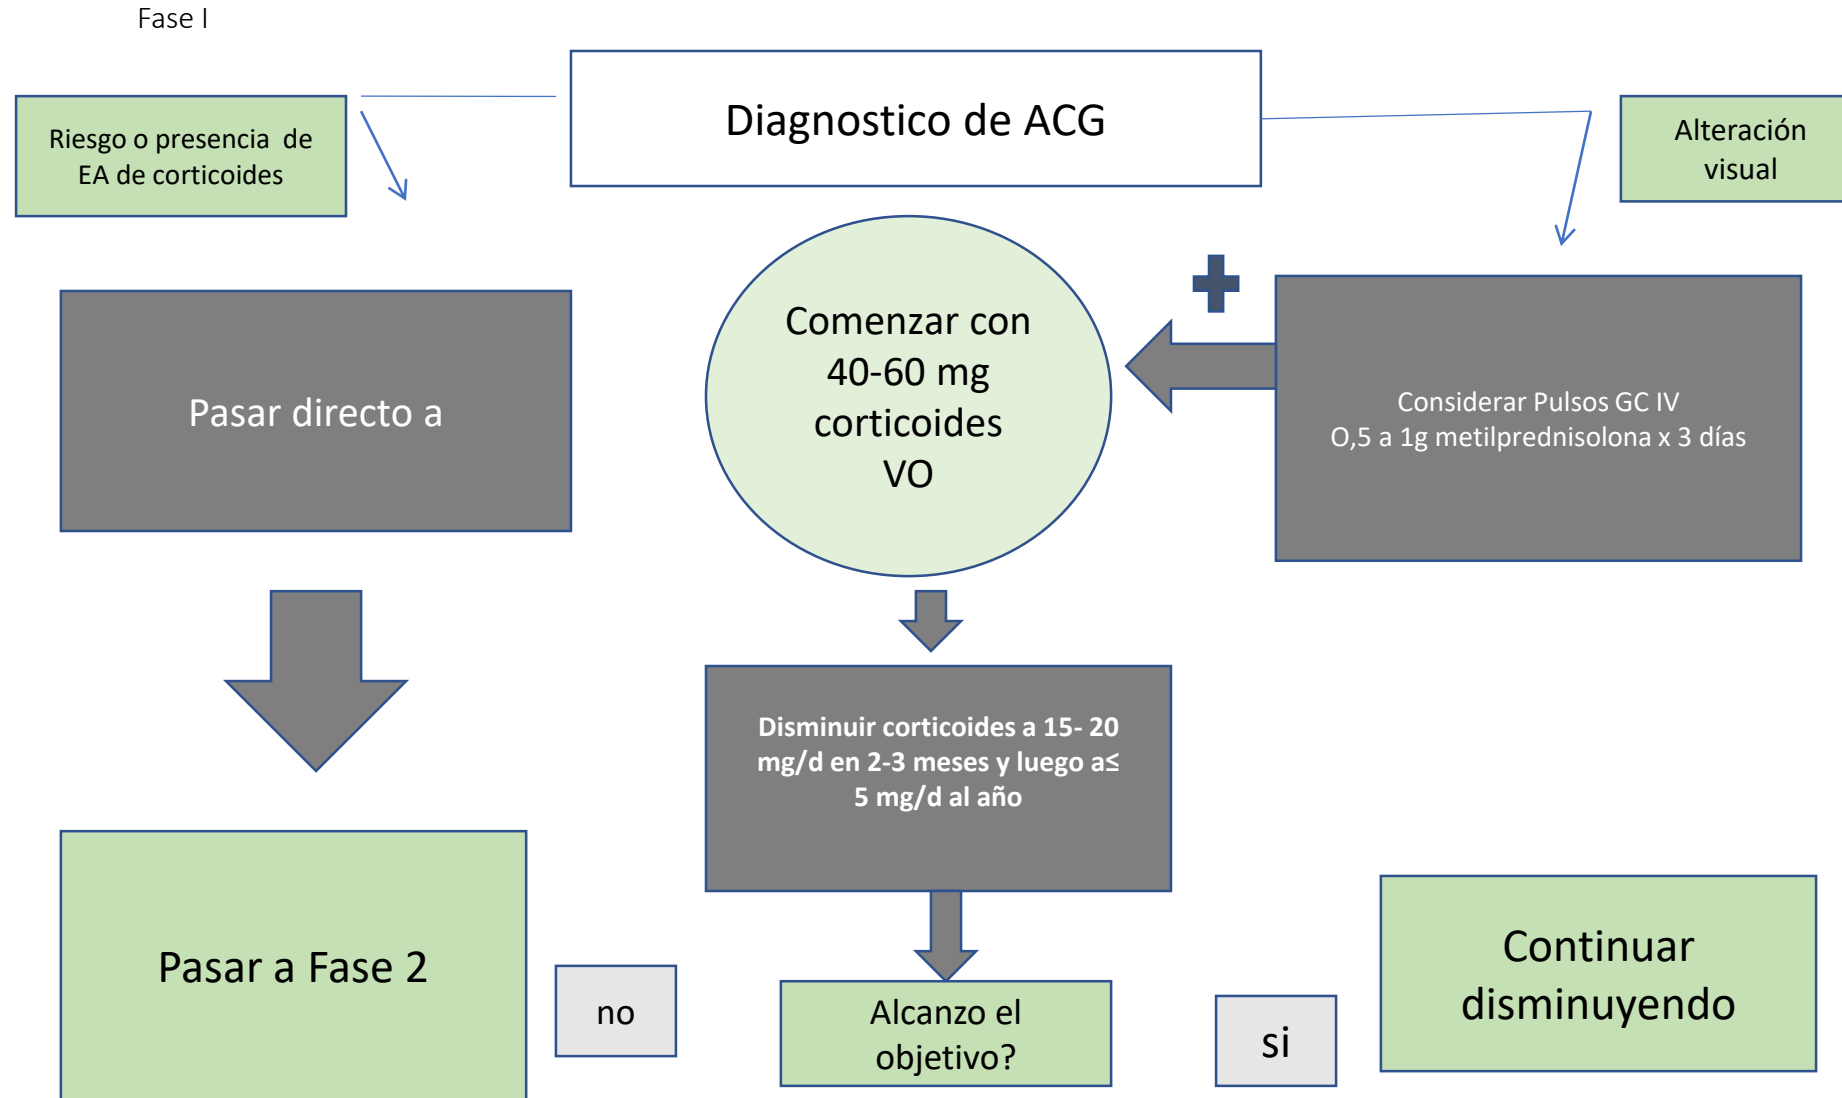 Fase I
Diagnostico de ACG
Riesgo o presencia  de
EA de corticoides
Alteración
visual
Pasar directo a
Comenzar con
40-60 mg
corticoides
VO
Considerar Pulsos GC IV
O,5 a 1g metilprednisolona x 3 días
Disminuir corticoides a 15- 20
mg/d en 2-3 meses y luego a≤
5 mg/d al año
Pasar a Fase 2
no
Alcanzo el
objetivo?
si
Continuar
disminuyendo